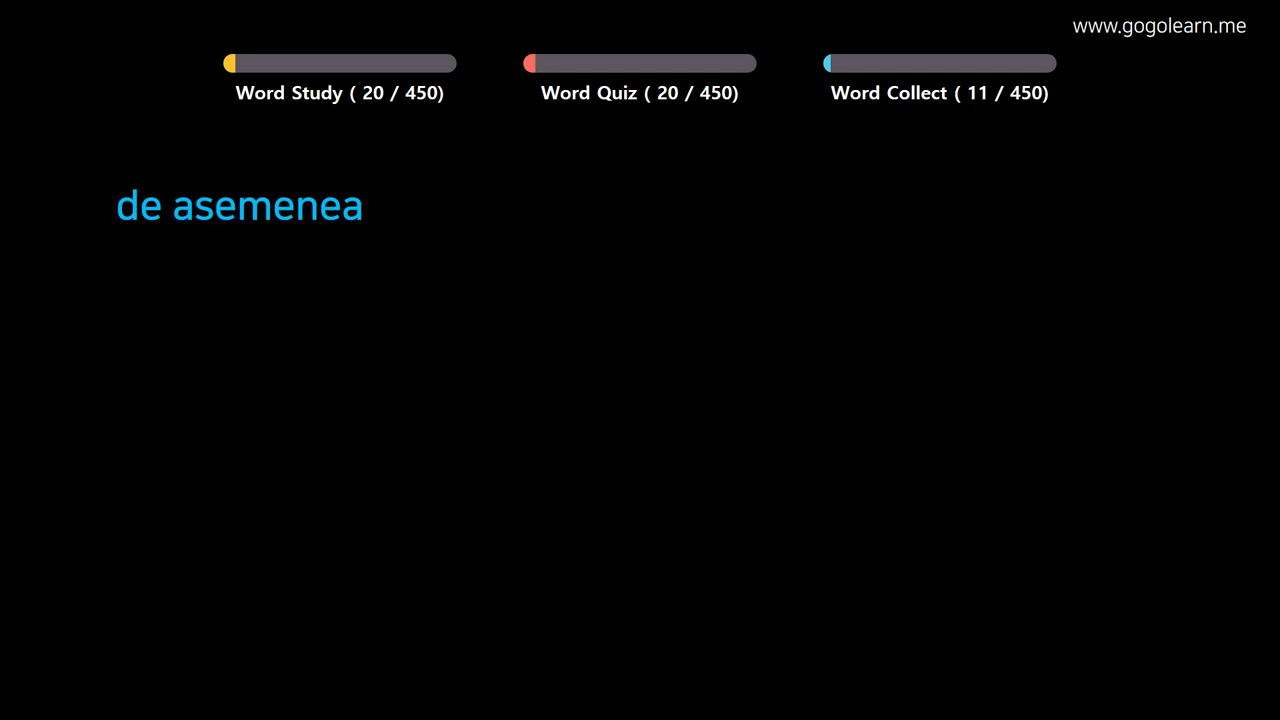 www.gogolearn.me
Word Study ( 20 / 450)
Word Quiz ( 20 / 450)
Word Collect ( 11 / 450)
de asemenea